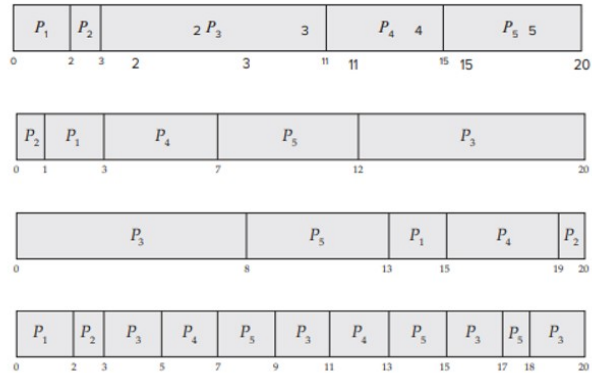 P₁ P₂ 2 P₃ 3 P₄ 4 P₅ 5
0 2 3 2 3 11 11 15 15 20
P₂ P₁ P₄ P₅ P₃
0 1 3 7 12 20
P₃ P₅ P₁ P₄ P₂
0 8 13 15 19 20
P₁ P₂ P₃ P₄ P₅ P₃ P₄ P₅ P₃ P₅ P₃
0 2 3 5 7 9 11 13 15 17 18 20